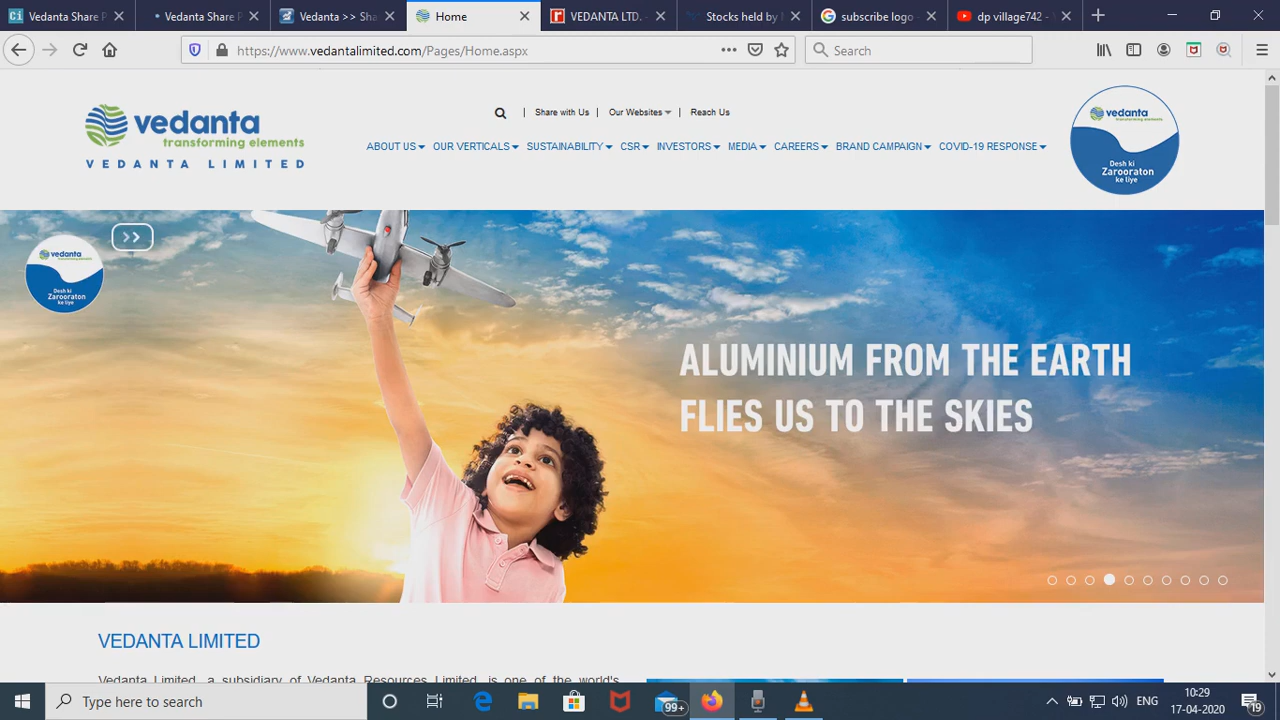 Vedanta Share P
Vedanta Share P
Vedanta >> Sha
Home
VEDANTA LTD. -
Stocks held by
subscribe logo -
dp village742 -
https://www.vedantalimited.com/Pages/Home.aspx
Search
vedanta
transforming elements
VEDANTA LIMITED
Share with Us | Our Websites | Reach Us
ABOUT US OUR VERTICALS SUSTAINABILITY CSR INVESTORS MEDIA CAREERS BRAND CAMPAIGN COVID-19 RESPONSE
vedanta
transforming elements
Desh ki
Zarooraton
ke liye
vedanta
Desh ki
Zarooraton
ke liye
ALUMINIUM FROM THE EARTH
FLIES US TO THE SKIES
VEDANTA LIMITED
Vedanta Limited, a subsidiary of Vedanta Resources Limited, is one of the world's
Type here to search
99+
ENG
10:29
17-04-2020
19